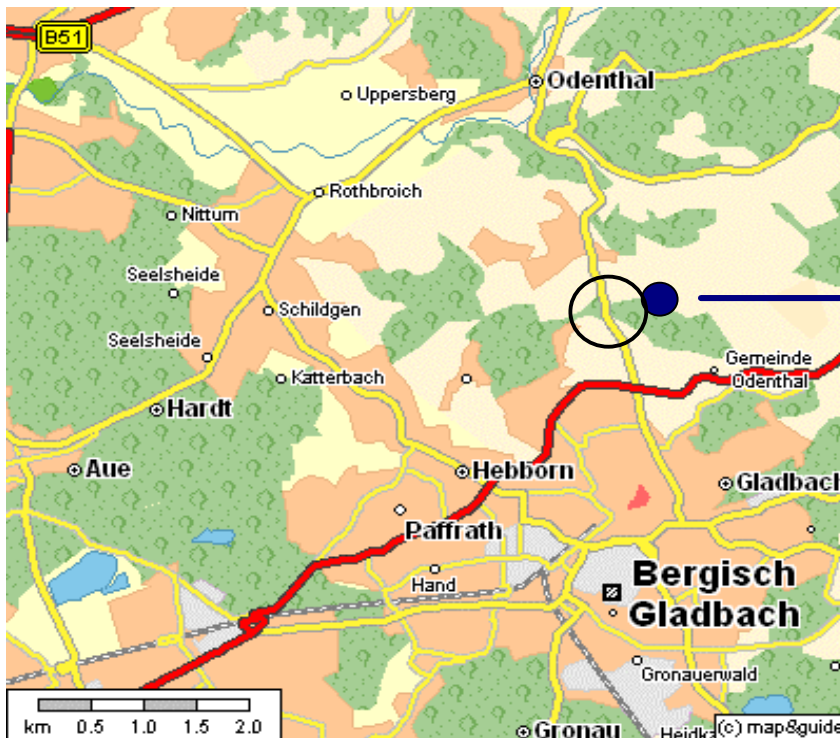 B51
Odenthal
Uppersberg
Rothbroich
Nittum
Seelsheide
Schildgen
Seelsheide
Gemeinde
Odenthal
Katterbach
Hardt
Aue
Hebborn
Gladbach
Paffrath
Hand
Bergisch
Gladbach
Gronauerwald
Gronau
km 0.5 1.0 1.5 2.0
(c) map&guide